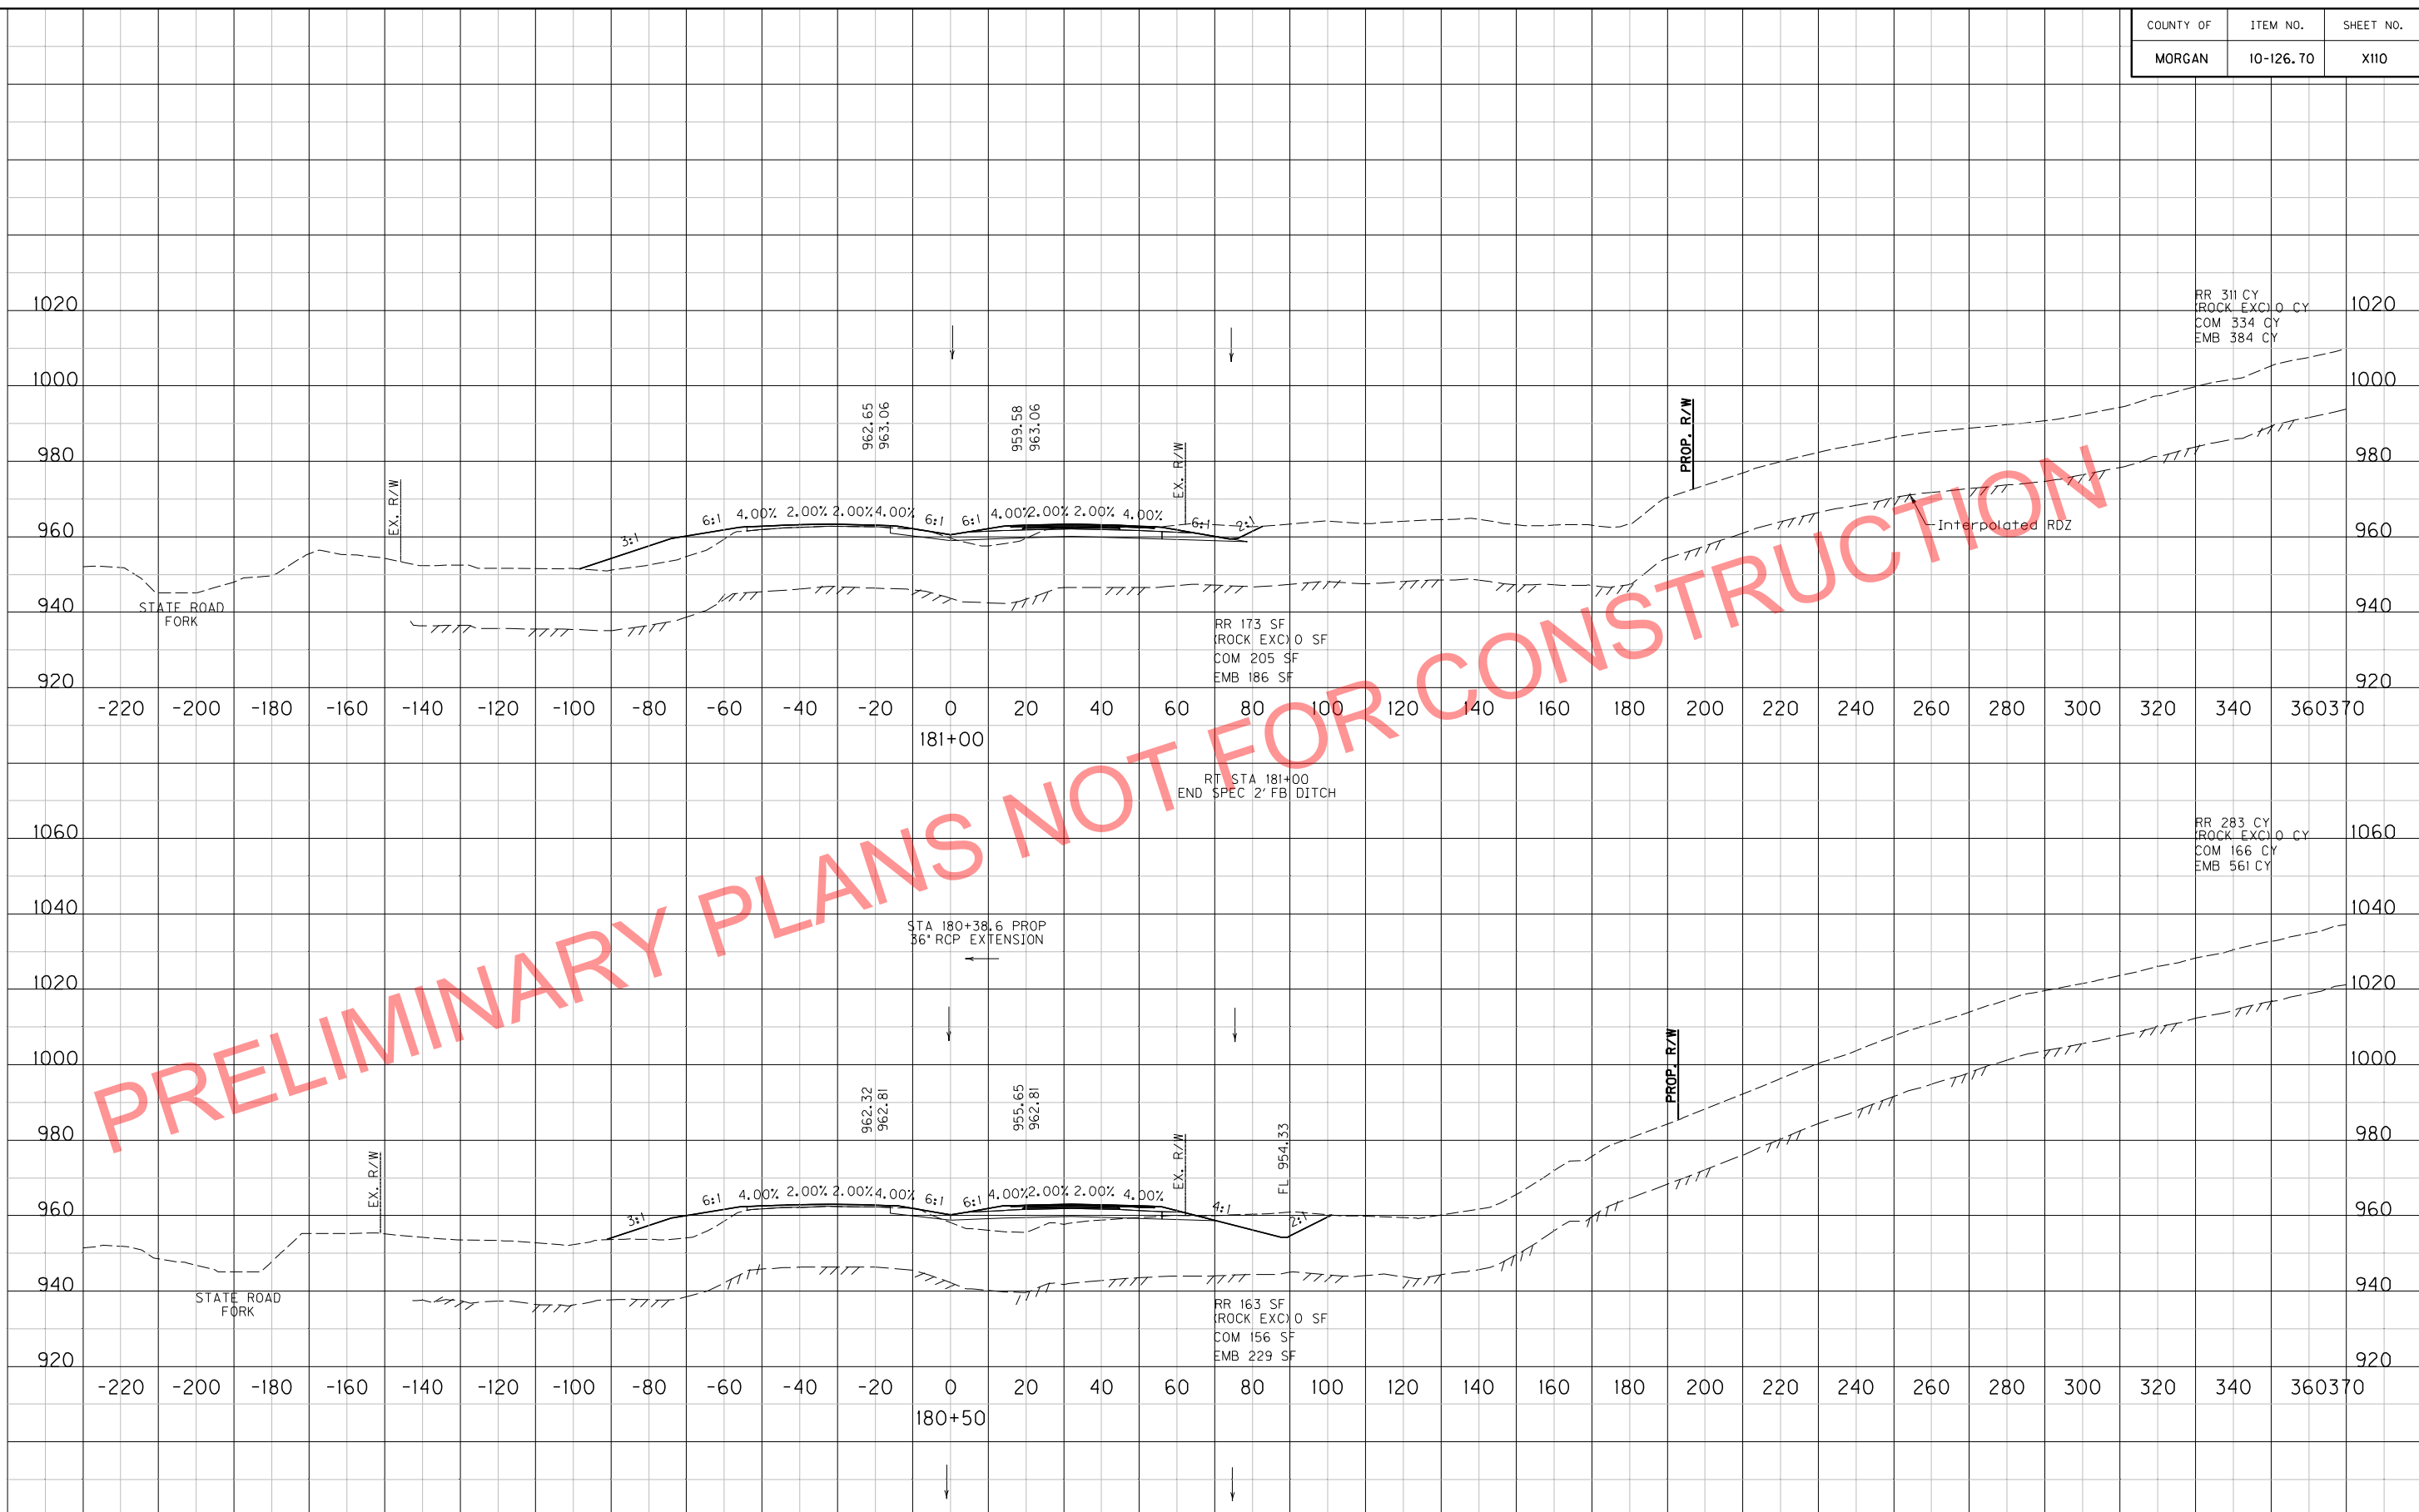 COUNTY OF ITEM NO. SHEET NO.
MORGAN 10-126.70 X110
RR 311 CY
(ROCK EXC) 0 CY
COM 334 CY
EMB 384 CY
1020 1020
1000 1000
980 980
960 960
940 940
920 920
962.65
963.06
959.58
963.06
EX. R/W
EX. R/W
PROP. R/W
3:1 6:1 4.00% 2.00% 2.00% 4.00% 6:1 6:1 4.00% 2.00% 2.00% 4.00% 6:1 2:1
Interpolated RDZ
STATE ROAD
FORK
RR 173 SF
(ROCK EXC) 0 SF
COM 205 SF
EMB 186 SF
-220 -200 -180 -160 -140 -120 -100 -80 -60 -40 -20 0 20 40 60 80 100 120 140 160 180 200 220 240 260 280 300 320 340 360 370
181+00
RT STA 181+00
END SPEC 2' FB DITCH
PRELIMINARY PLANS NOT FOR CONSTRUCTION
RR 283 CY
(ROCK EXC) 0 CY
COM 166 CY
EMB 561 CY
1060 1060
1040 1040
1020 1020
1000 1000
980 980
960 960
940 940
920 920
STA 180+38.6 PROP
36" RCP EXTENSION
962.32
962.81
955.65
962.81
EX. R/W
EX. R/W
FL 954.33
PROP. R/W
3:1 6:1 4.00% 2.00% 2.00% 4.00% 6:1 6:1 4.00% 2.00% 2.00% 4.00% 4:1 2:1
STATE ROAD
FORK
RR 163 SF
(ROCK EXC) 0 SF
COM 156 SF
EMB 229 SF
-220 -200 -180 -160 -140 -120 -100 -80 -60 -40 -20 0 20 40 60 80 100 120 140 160 180 200 220 240 260 280 300 320 340 360 370
180+50